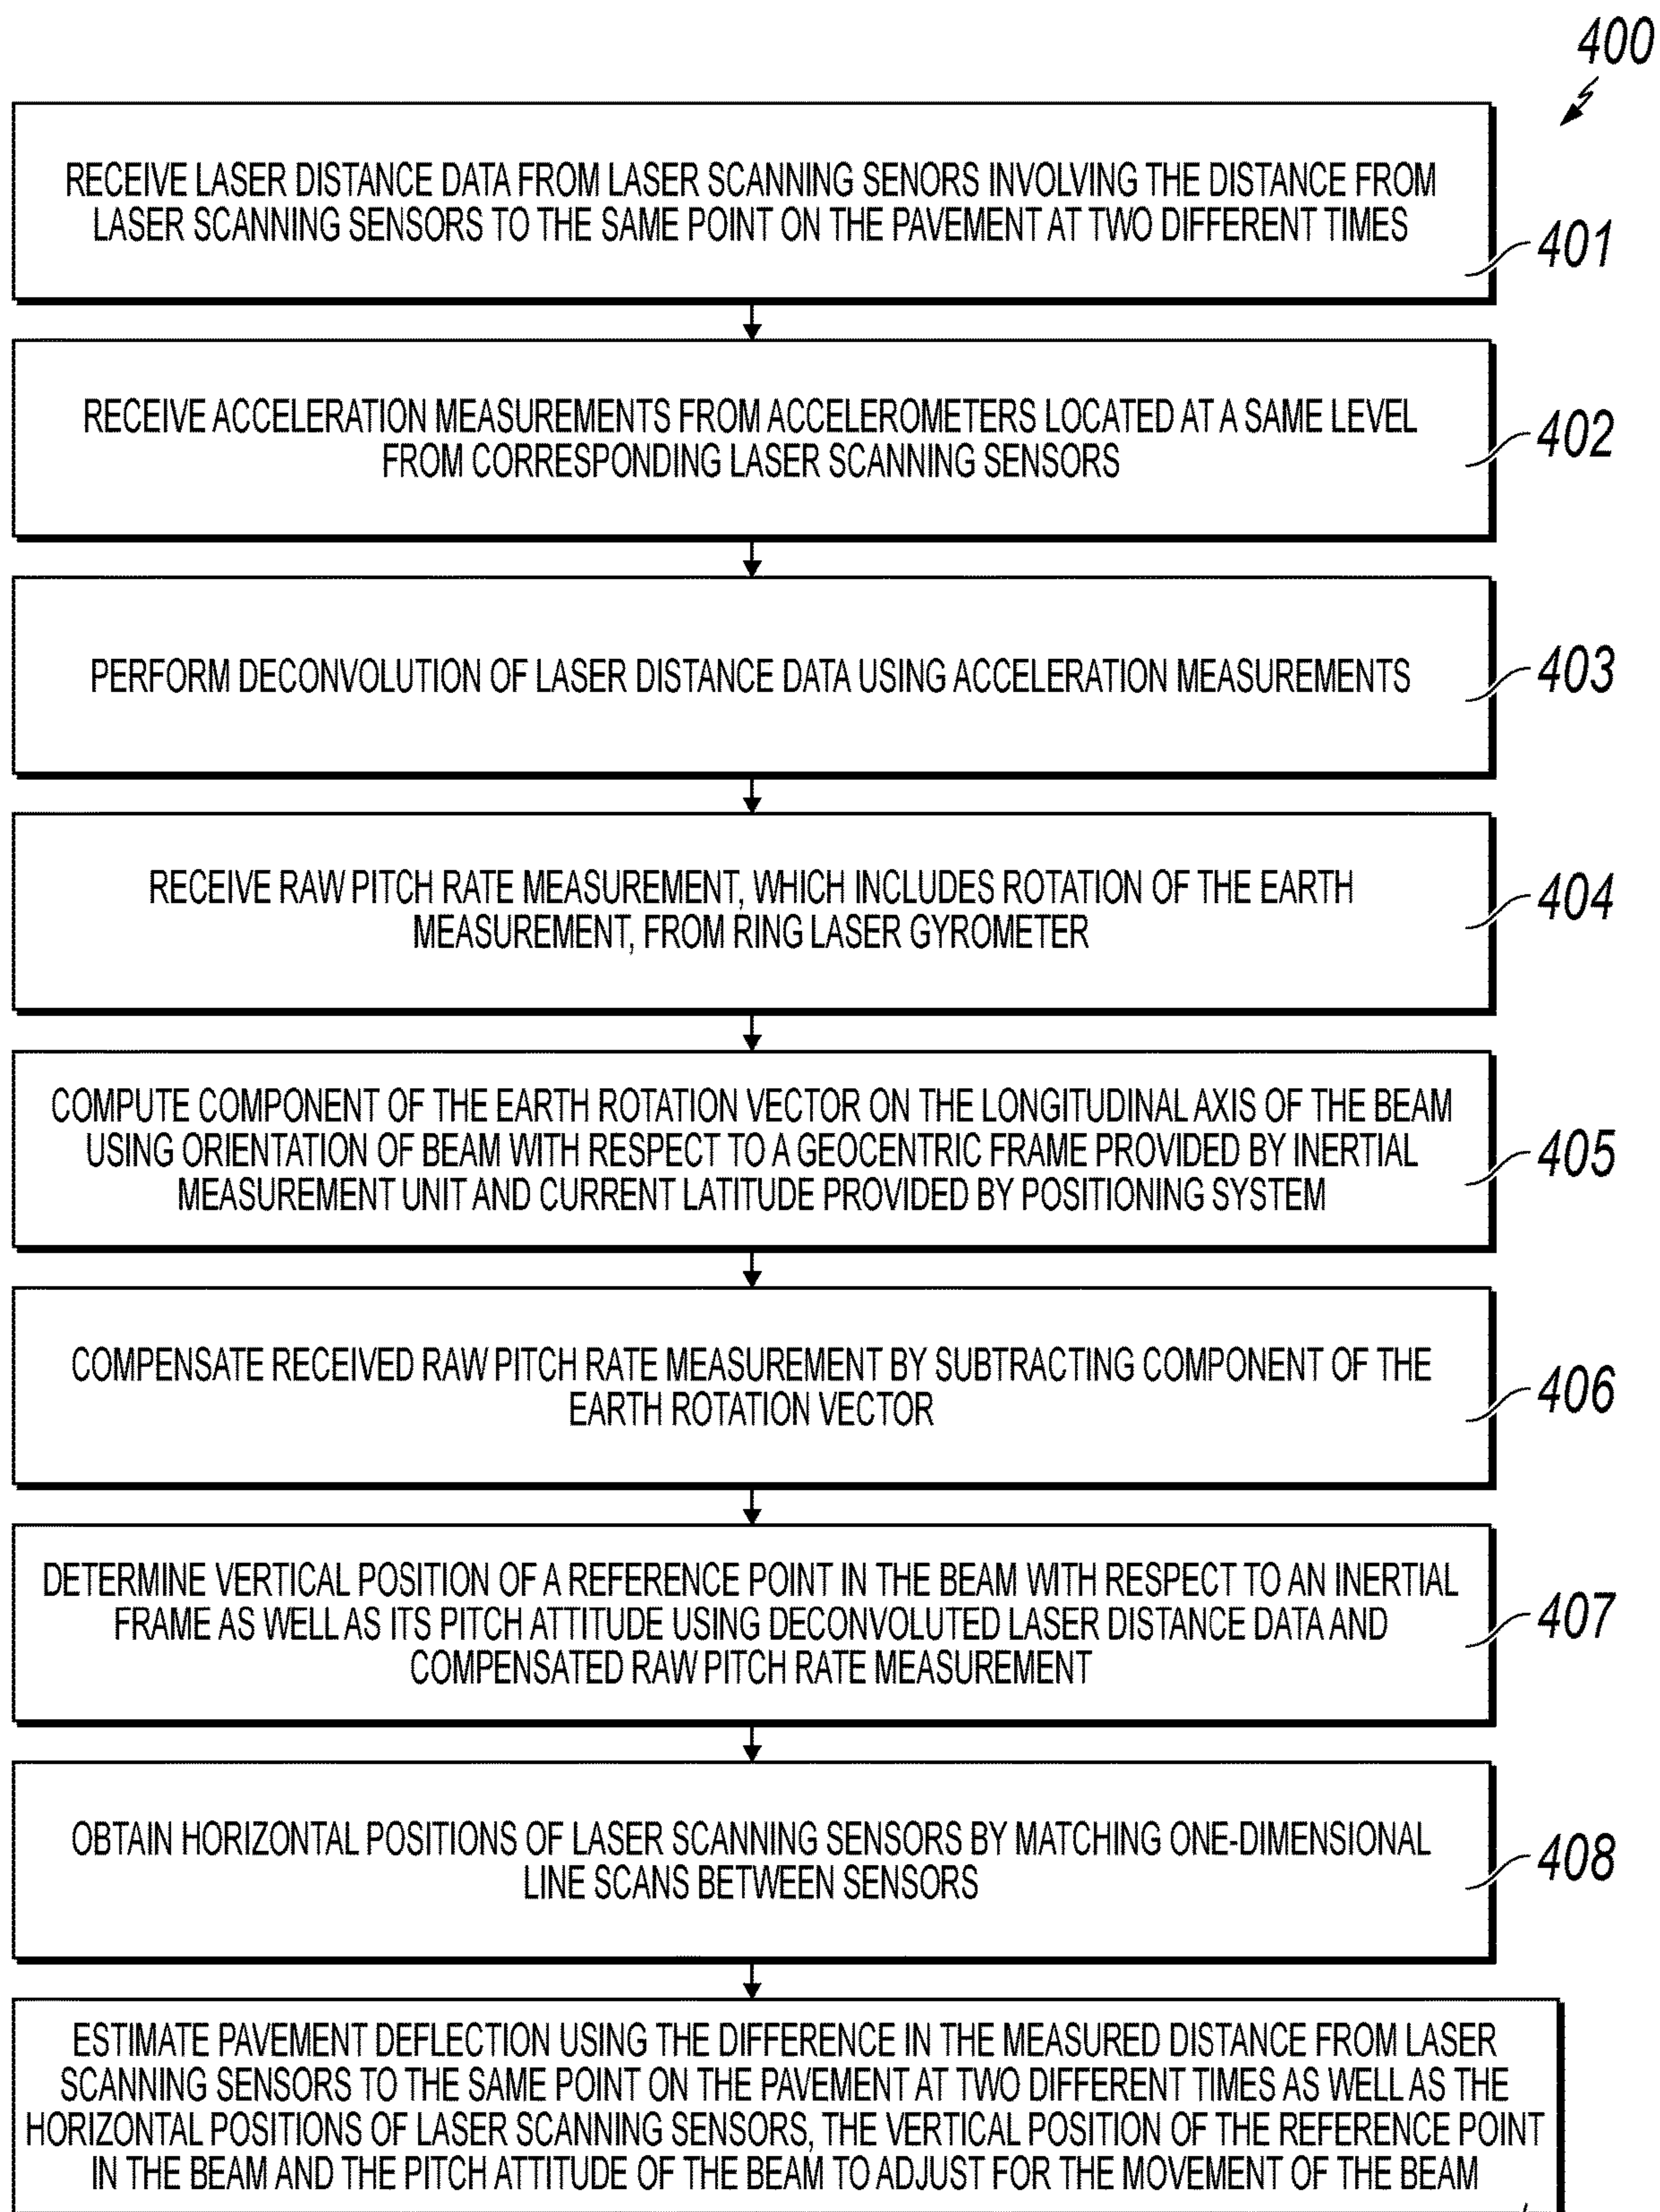 400
RECEIVE LASER DISTANCE DATA FROM LASER SCANNING SENORS INVOLVING THE DISTANCE FROM
LASER SCANNING SENSORS TO THE SAME POINT ON THE PAVEMENT AT TWO DIFFERENT TIMES
401
RECEIVE ACCELERATION MEASUREMENTS FROM ACCELEROMETERS LOCATED AT A SAME LEVEL
FROM CORRESPONDING LASER SCANNING SENSORS
402
PERFORM DECONVOLUTION OF LASER DISTANCE DATA USING ACCELERATION MEASUREMENTS
403
RECEIVE RAW PITCH RATE MEASUREMENT, WHICH INCLUDES ROTATION OF THE EARTH
MEASUREMENT, FROM RING LASER GYROMETER
404
COMPUTE COMPONENT OF THE EARTH ROTATION VECTOR ON THE LONGITUDINAL AXIS OF THE BEAM
USING ORIENTATION OF BEAM WITH RESPECT TO A GEOCENTRIC FRAME PROVIDED BY INERTIAL
MEASUREMENT UNIT AND CURRENT LATITUDE PROVIDED BY POSITIONING SYSTEM
405
COMPENSATE RECEIVED RAW PITCH RATE MEASUREMENT BY SUBTRACTING COMPONENT OF THE
EARTH ROTATION VECTOR
406
DETERMINE VERTICAL POSITION OF A REFERENCE POINT IN THE BEAM WITH RESPECT TO AN INERTIAL
FRAME AS WELL AS ITS PITCH ATTITUDE USING DECONVOLUTED LASER DISTANCE DATA AND
COMPENSATED RAW PITCH RATE MEASUREMENT
407
OBTAIN HORIZONTAL POSITIONS OF LASER SCANNING SENSORS BY MATCHING ONE-DIMENSIONAL
LINE SCANS BETWEEN SENSORS
408
ESTIMATE PAVEMENT DEFLECTION USING THE DIFFERENCE IN THE MEASURED DISTANCE FROM LASER
SCANNING SENSORS TO THE SAME POINT ON THE PAVEMENT AT TWO DIFFERENT TIMES AS WELL AS THE
HORIZONTAL POSITIONS OF LASER SCANNING SENSORS, THE VERTICAL POSITION OF THE REFERENCE POINT
IN THE BEAM AND THE PITCH ATTITUDE OF THE BEAM TO ADJUST FOR THE MOVEMENT OF THE BEAM